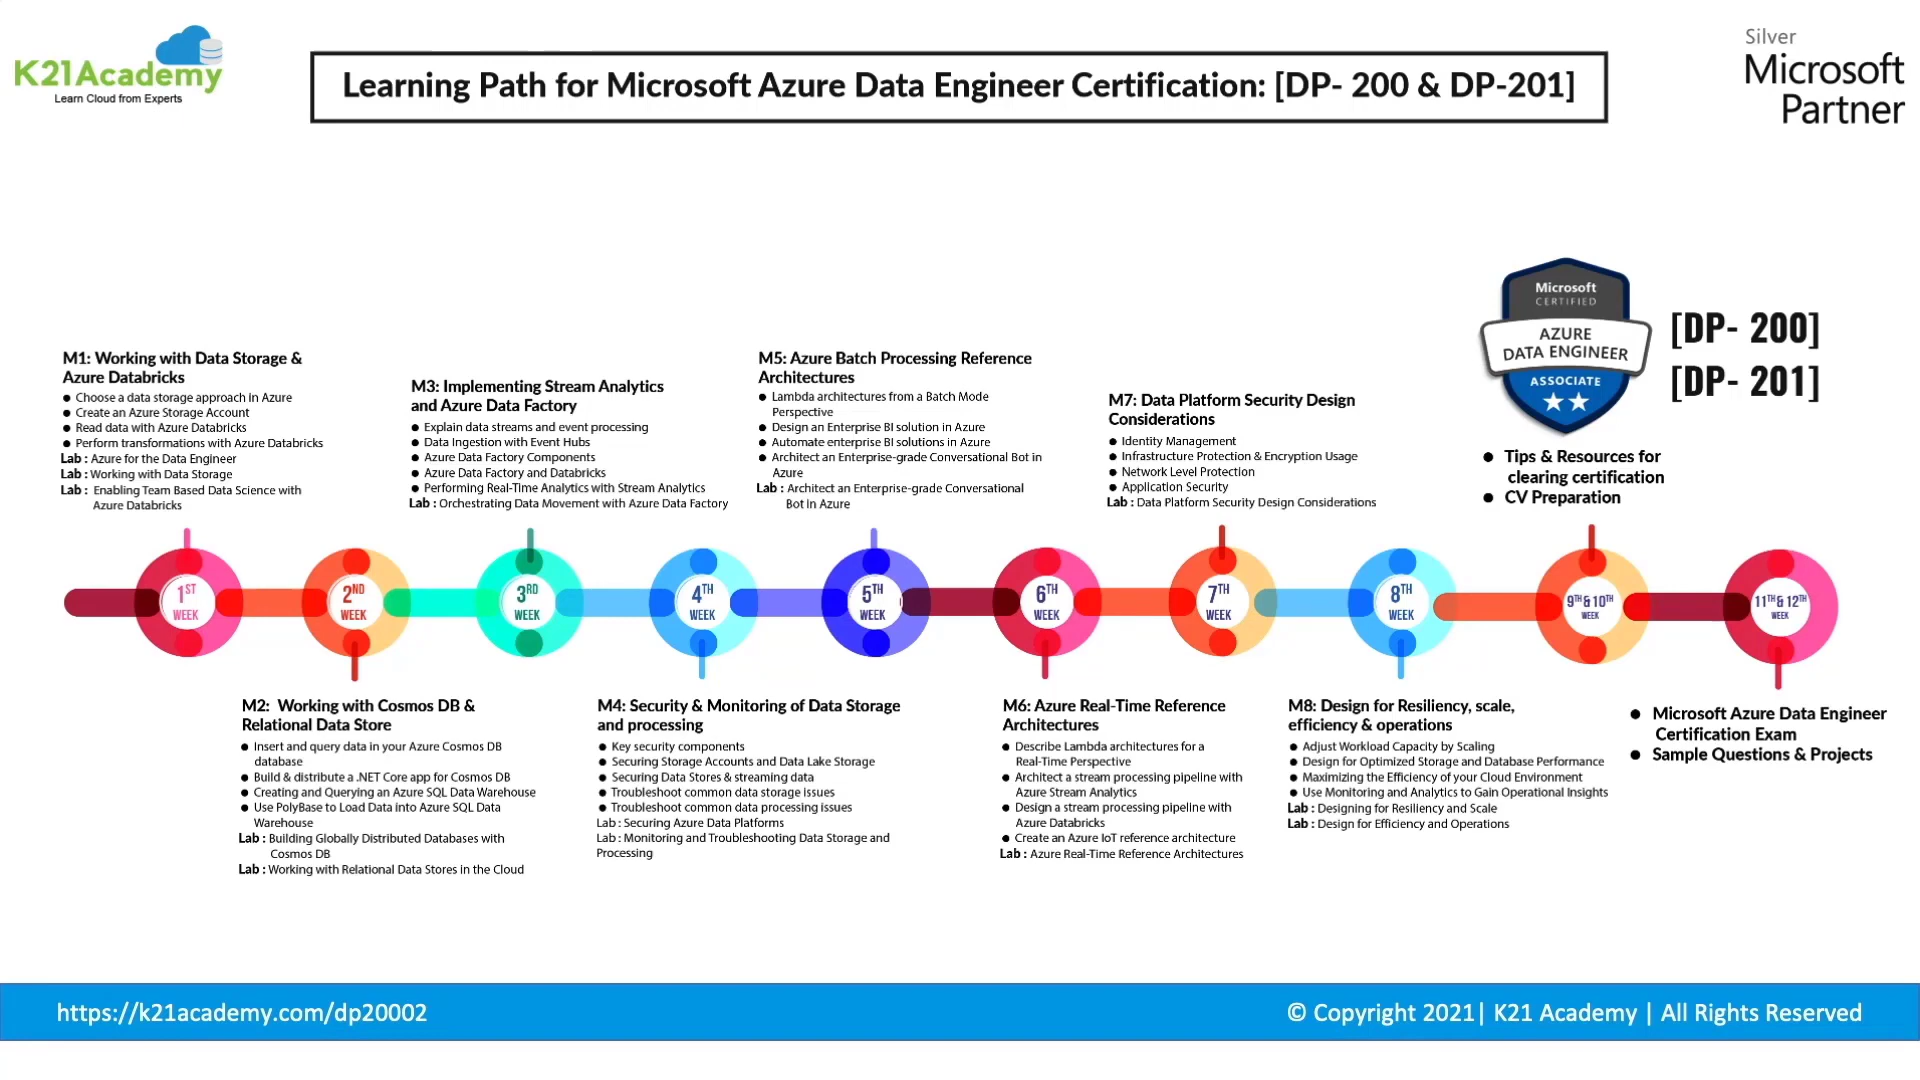 K21Academy
Learn Cloud from Experts
Learning Path for Microsoft Azure Data Engineer Certification: [DP- 200 & DP-201]
Silver
Microsoft
Partner
M1: Working with Data Storage &
Azure Databricks
● Choose a data storage approach in Azure
● Create an Azure Storage Account
● Read data with Azure Databricks
● Perform transformations with Azure Databricks
Lab : Azure for the Data Engineer
Lab : Working with Data Storage
Lab : Enabling Team Based Data Science with
Azure Databricks
M3: Implementing Stream Analytics
and Azure Data Factory
● Explain data streams and event processing
● Data Ingestion with Event Hubs
● Azure Data Factory Components
● Azure Data Factory and Databricks
● Performing Real-Time Analytics with Stream Analytics
Lab : Orchestrating Data Movement with Azure Data Factory
M5: Azure Batch Processing Reference
Architectures
● Lambda architectures from a Batch Mode
Perspective
● Design an Enterprise BI solution in Azure
● Automate enterprise BI solutions in Azure
● Architect an Enterprise-grade Conversational Bot in
Azure
Lab : Architect an Enterprise-grade Conversational
Bot in Azure
M7: Data Platform Security Design
Considerations
● Identity Management
● Infrastructure Protection & Encryption Usage
● Network Level Protection
● Application Security
Lab : Data Platform Security Design Considerations
Microsoft
CERTIFIED
AZURE
DATA ENGINEER
ASSOCIATE
[DP- 200]
[DP- 201]
● Tips & Resources for
clearing certification
● CV Preparation
1ST
WEEK
2ND
WEEK
3RD
WEEK
4TH
WEEK
5TH
WEEK
6TH
WEEK
7TH
WEEK
8TH
WEEK
9TH & 10TH
WEEK
11TH & 12TH
WEEK
M2: Working with Cosmos DB &
Relational Data Store
● Insert and query data in your Azure Cosmos DB
database
● Build & distribute a .NET Core app for Cosmos DB
● Creating and Querying an Azure SQL Data Warehouse
● Use PolyBase to Load Data into Azure SQL Data
Warehouse
Lab : Building Globally Distributed Databases with
Cosmos DB
Lab : Working with Relational Data Stores in the Cloud
M4: Security & Monitoring of Data Storage
and processing
● Key security components
● Securing Storage Accounts and Data Lake Storage
● Securing Data Stores & streaming data
● Troubleshoot common data storage issues
● Troubleshoot common data processing issues
Lab : Securing Azure Data Platforms
Lab : Monitoring and Troubleshooting Data Storage and
Processing
M6: Azure Real-Time Reference
Architectures
● Describe Lambda architectures for a
Real-Time Perspective
● Architect a stream processing pipeline with
Azure Stream Analytics
● Design a stream processing pipeline with
Azure Databricks
● Create an Azure IoT reference architecture
Lab : Azure Real-Time Reference Architectures
M8: Design for Resiliency, scale,
efficiency & operations
● Adjust Workload Capacity by Scaling
● Design for Optimized Storage and Database Performance
● Maximizing the Efficiency of your Cloud Environment
● Use Monitoring and Analytics to Gain Operational Insights
Lab : Designing for Resiliency and Scale
Lab : Design for Efficiency and Operations
● Microsoft Azure Data Engineer
Certification Exam
● Sample Questions & Projects
https://k21academy.com/dp20002
© Copyright 2021| K21 Academy | All Rights Reserved